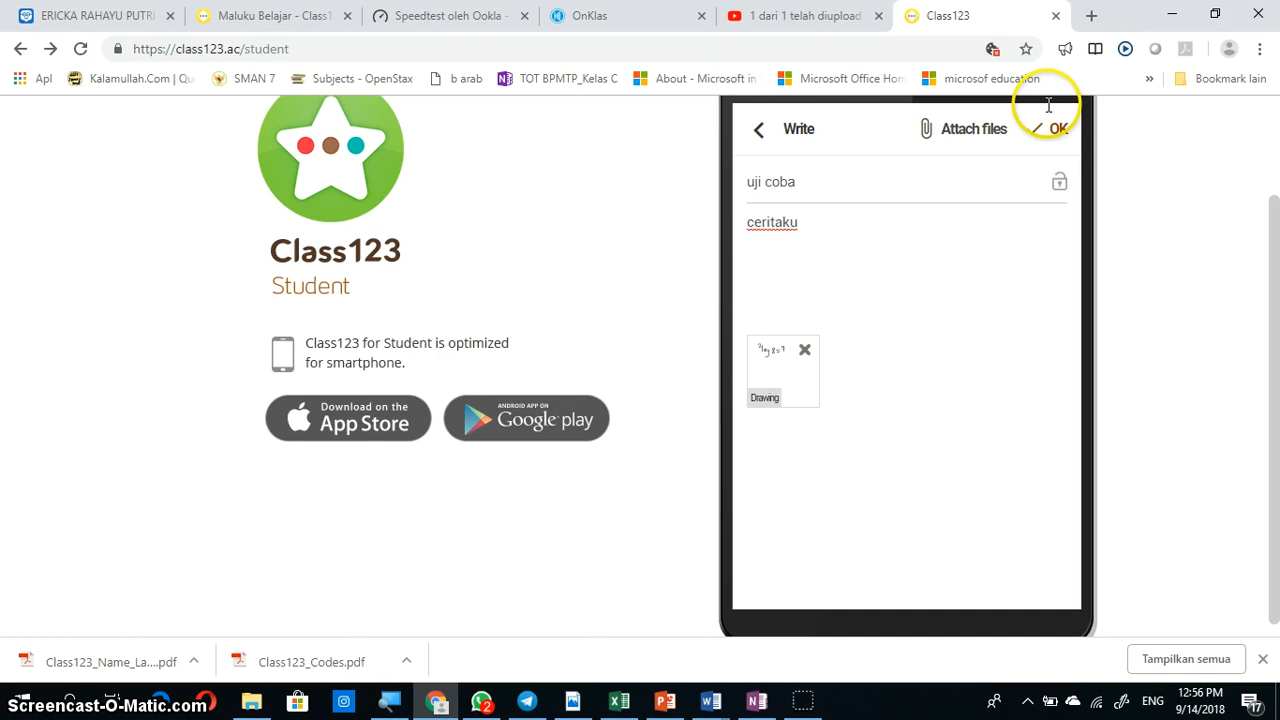 ERICKA RAHAYU PUTRI
Maluku Belajar - Class1
Speedtest oleh Ookla -
OnKlas
1 dari 1 telah diupload
Class123
https://class123.ac/student
Apl
Kalamullah.Com | Qu
SMAN 7
Subjects - OpenStax
b arab
TOT BPMTP_Kelas C
About - Microsoft in
Microsoft Office Hom
microsof education
»
Bookmark lain
Write
Attach files
OK
uji coba
ceritaku
Drawing
Class123
Student
Class123 for Student is optimized
for smartphone.
Download on the
App Store
ANDROID APP ON
Google play
Class123_Name_La....pdf
Class123_Codes.pdf
Tampilkan semua
Screencast-O-Matic.com
2
ENG
12:56 PM
9/14/2018
17